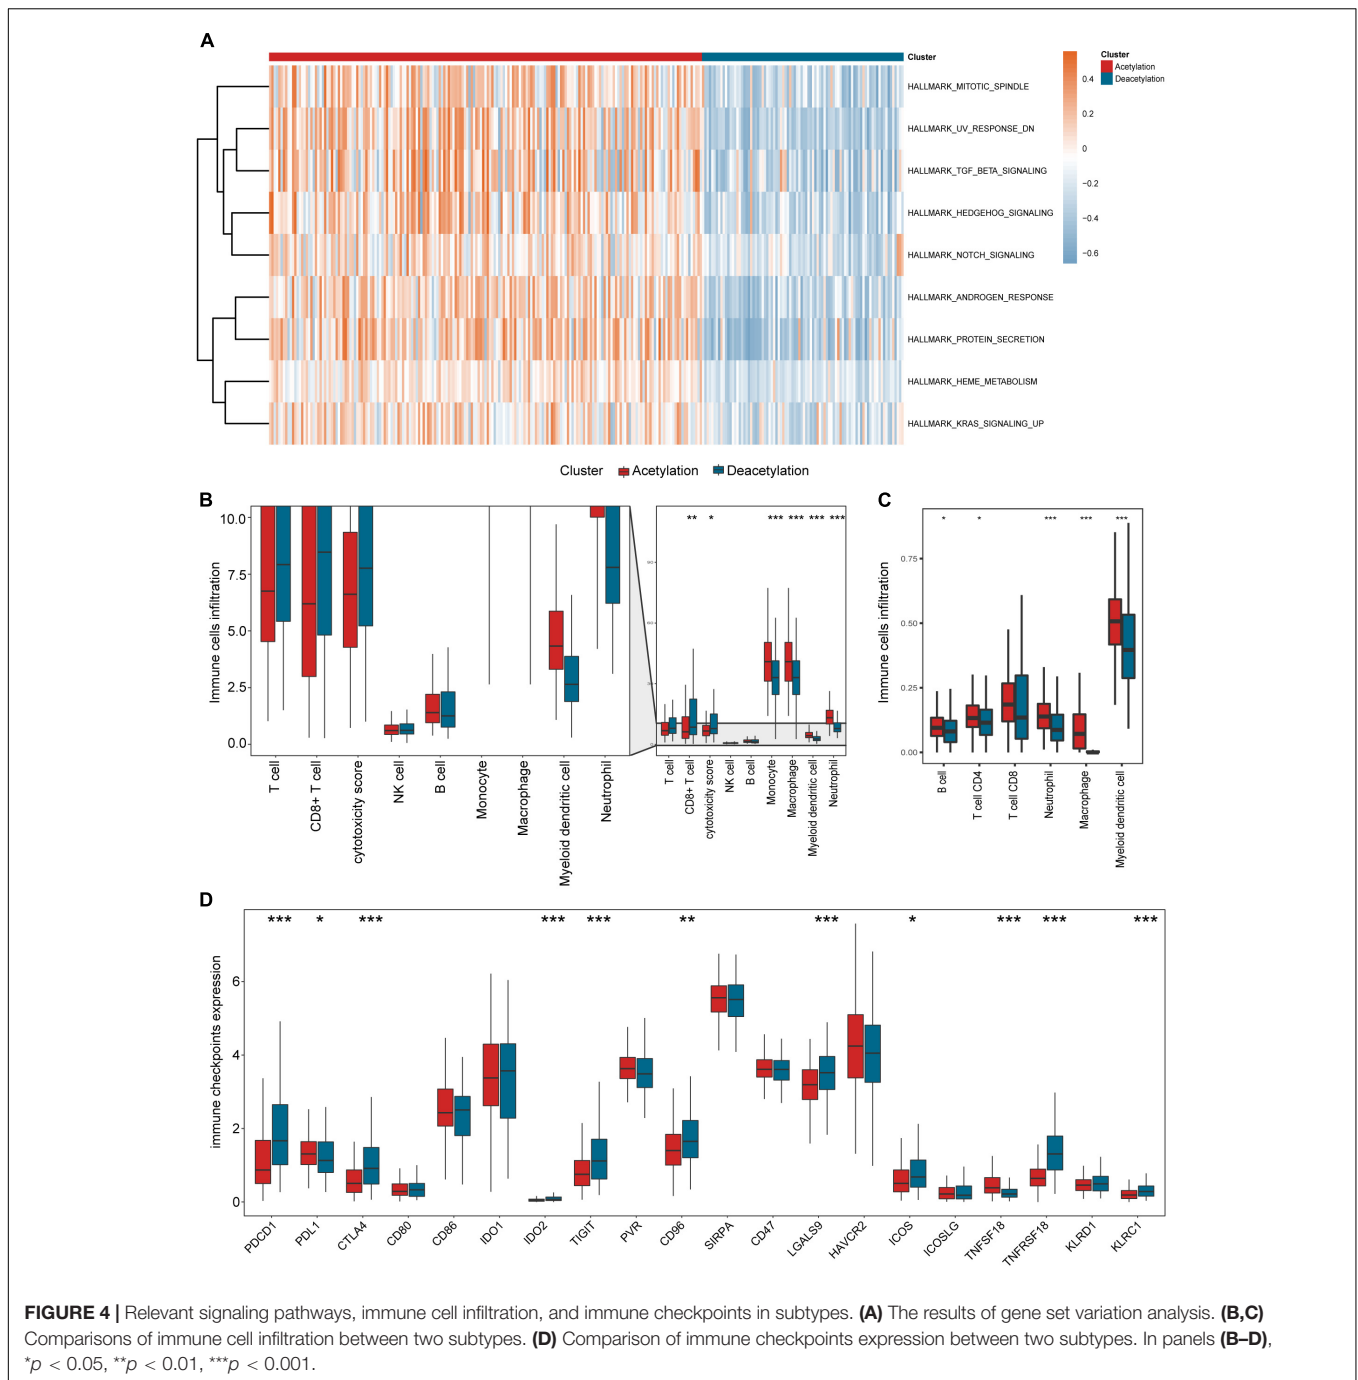 A
Cluster
Cluster
Acetylation
Deacetylation
0.4
0.2
0
−0.2
−0.4
−0.6
HALLMARK_MITOTIC_SPINDLE
HALLMARK_UV_RESPONSE_DN
HALLMARK_TGF_BETA_SIGNALING
HALLMARK_HEDGEHOG_SIGNALING
HALLMARK_NOTCH_SIGNALING
HALLMARK_ANDROGEN_RESPONSE
HALLMARK_PROTEIN_SECRETION
HALLMARK_HEME_METABOLISM
HALLMARK_KRAS_SIGNALING_UP
Cluster Acetylation Deacetylation
B
Immune cells infiltration
10.0
7.5
5.0
2.5
0.0
T cell
CD8+ T cell
cytotoxicity score
NK cell
B cell
Monocyte
Macrophage
Myeloid dendritic cell
Neutrophil
** * *** *** *** ***
T cell
CD8+ T cell
cytotoxicity score
NK cell
B cell
Monocyte
Macrophage
Myeloid dendritic cell
Neutrophil
C
Immune cells infiltration
* * *** *** ***
0.75
0.50
0.25
0.00
B cell
T cell CD4
T cell CD8
Neutrophil
Macrophage
Myeloid dendritic cell
D
immune checkpoints expression
*** * *** *** *** ** *** * *** *** ***
6
4
2
0
PDCD1
PDL1
CTLA4
CD80
CD86
IDO1
IDO2
TIGIT
PVR
CD96
SIRPA
CD47
LGALS9
HAVCR2
ICOS
ICOSLG
TNFSF18
TNFRSF18
KLRD1
KLRC1
FIGURE 4 | Relevant signaling pathways, immune cell infiltration, and immune checkpoints in subtypes. (A) The results of gene set variation analysis. (B,C)
Comparisons of immune cell infiltration between two subtypes. (D) Comparison of immune checkpoints expression between two subtypes. In panels (B–D),
*p < 0.05, **p < 0.01, ***p < 0.001.